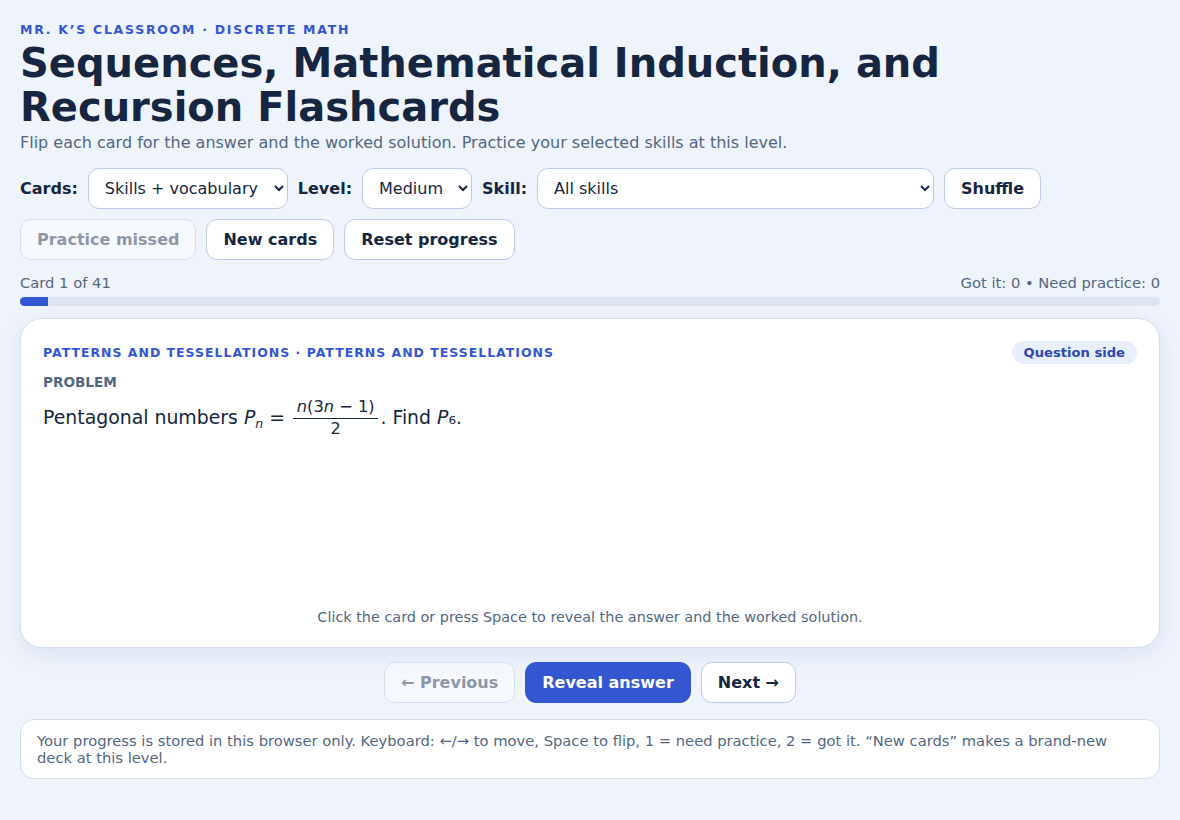 MR. K’S CLASSROOM · DISCRETE MATH
Sequences, Mathematical Induction, and
Recursion Flashcards
Flip each card for the answer and the worked solution. Practice your selected skills at this level.
Cards: Skills + vocabulary Level: Medium Skill: All skills Shuffle
Practice missed New cards Reset progress
Card 1 of 41 Got it: 0 • Need practice: 0
PATTERNS AND TESSELLATIONS · PATTERNS AND TESSELLATIONS Question side
PROBLEM
Pentagonal numbers Pₙ = n(3n − 1)/2. Find P₆.
Click the card or press Space to reveal the answer and the worked solution.
← Previous Reveal answer Next →
Your progress is stored in this browser only. Keyboard: ←/→ to move, Space to flip, 1 = need practice, 2 = got it. “New cards” makes a brand-new
deck at this level.